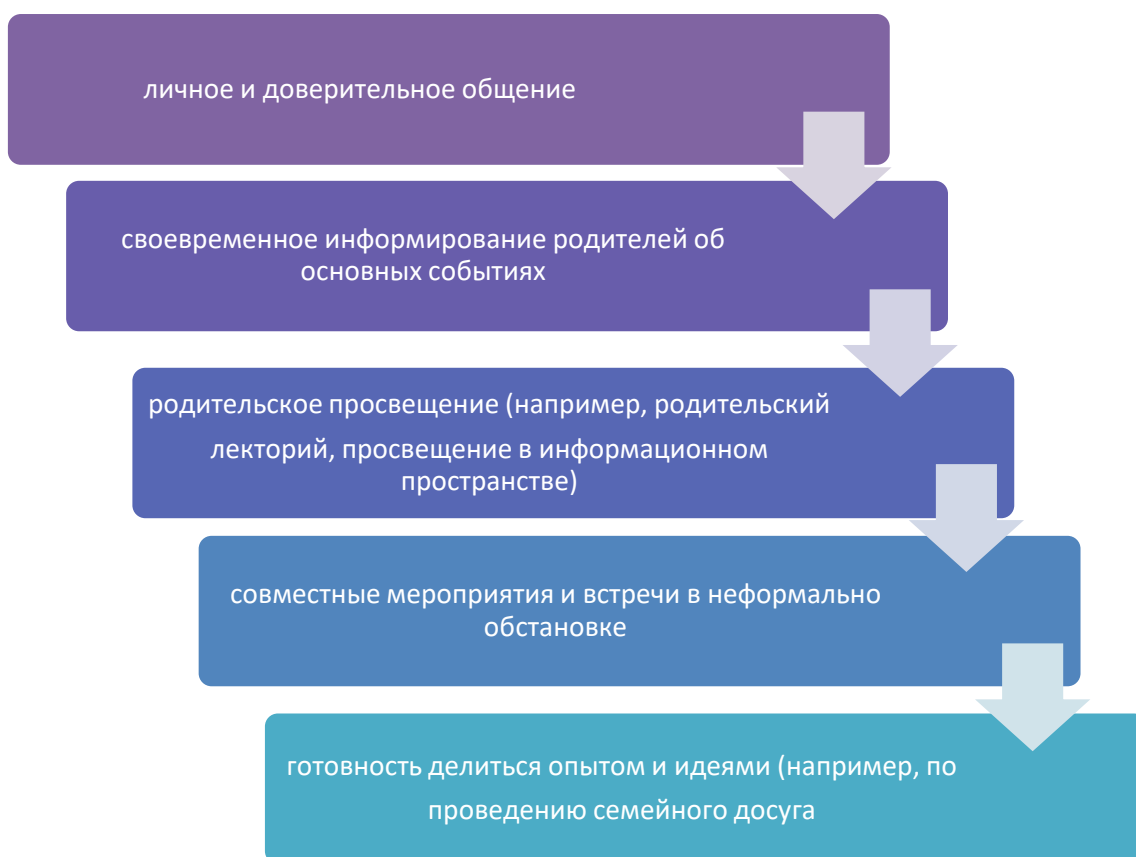 личное и доверительное общение
своевременное информирование родителей об
основных событиях
родительское просвещение (например, родительский
лекторий, просвещение в информационном
пространстве)
совместные мероприятия и встречи в неформально
обстановке
готовность делиться опытом и идеями (например, по
проведению семейного досуга